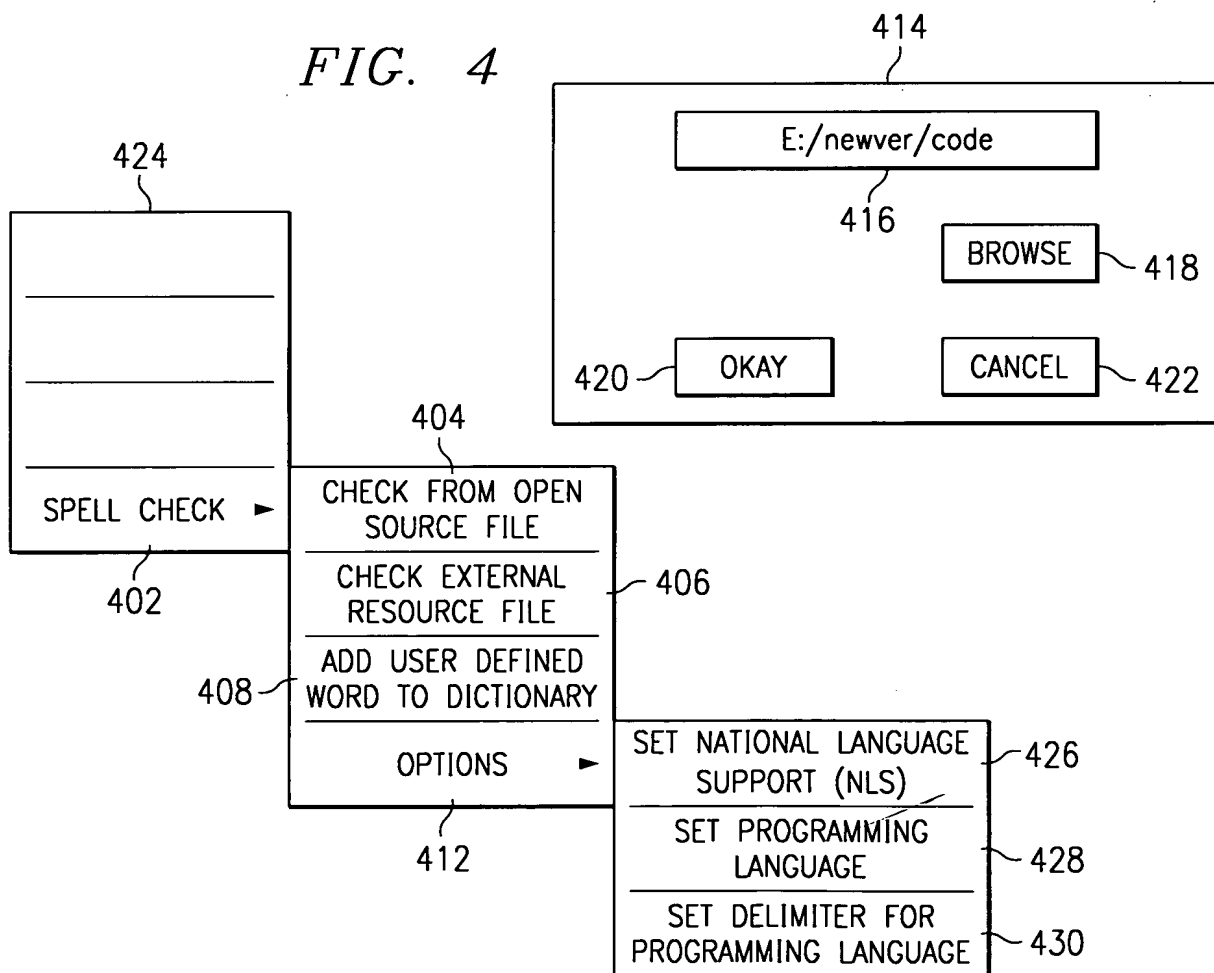 FIG. 4
414
E:/newver/code
416
BROWSE
418
420
OKAY
CANCEL
422
424
SPELL CHECK
402
404
CHECK FROM OPEN
SOURCE FILE
CHECK EXTERNAL
RESOURCE FILE
406
408
ADD USER DEFINED
WORD TO DICTIONARY
OPTIONS
412
SET NATIONAL LANGUAGE
SUPPORT (NLS)
426
SET PROGRAMMING
LANGUAGE
428
SET DELIMITER FOR
PROGRAMMING LANGUAGE
430